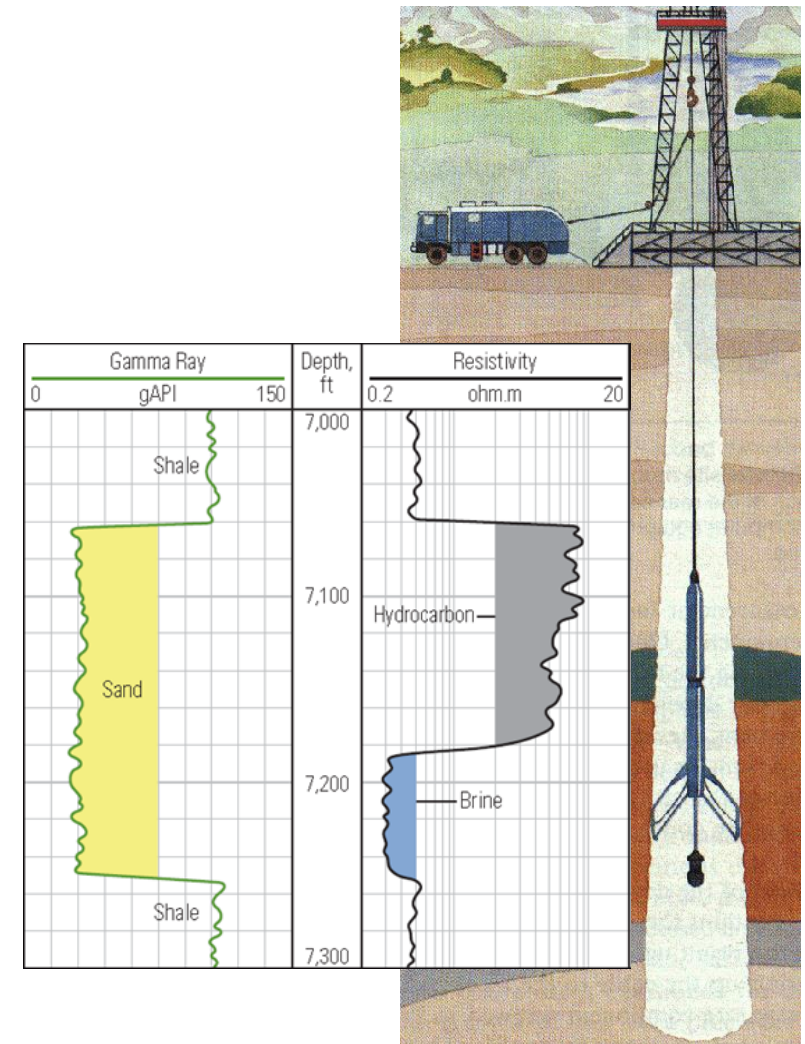 Gamma Ray
0 gAPI 150
Depth,
ft
Resistivity
0.2 ohm.m 20
7,000
Shale
7,100
Hydrocarbon
Sand
7,200
Brine
Shale
7,300